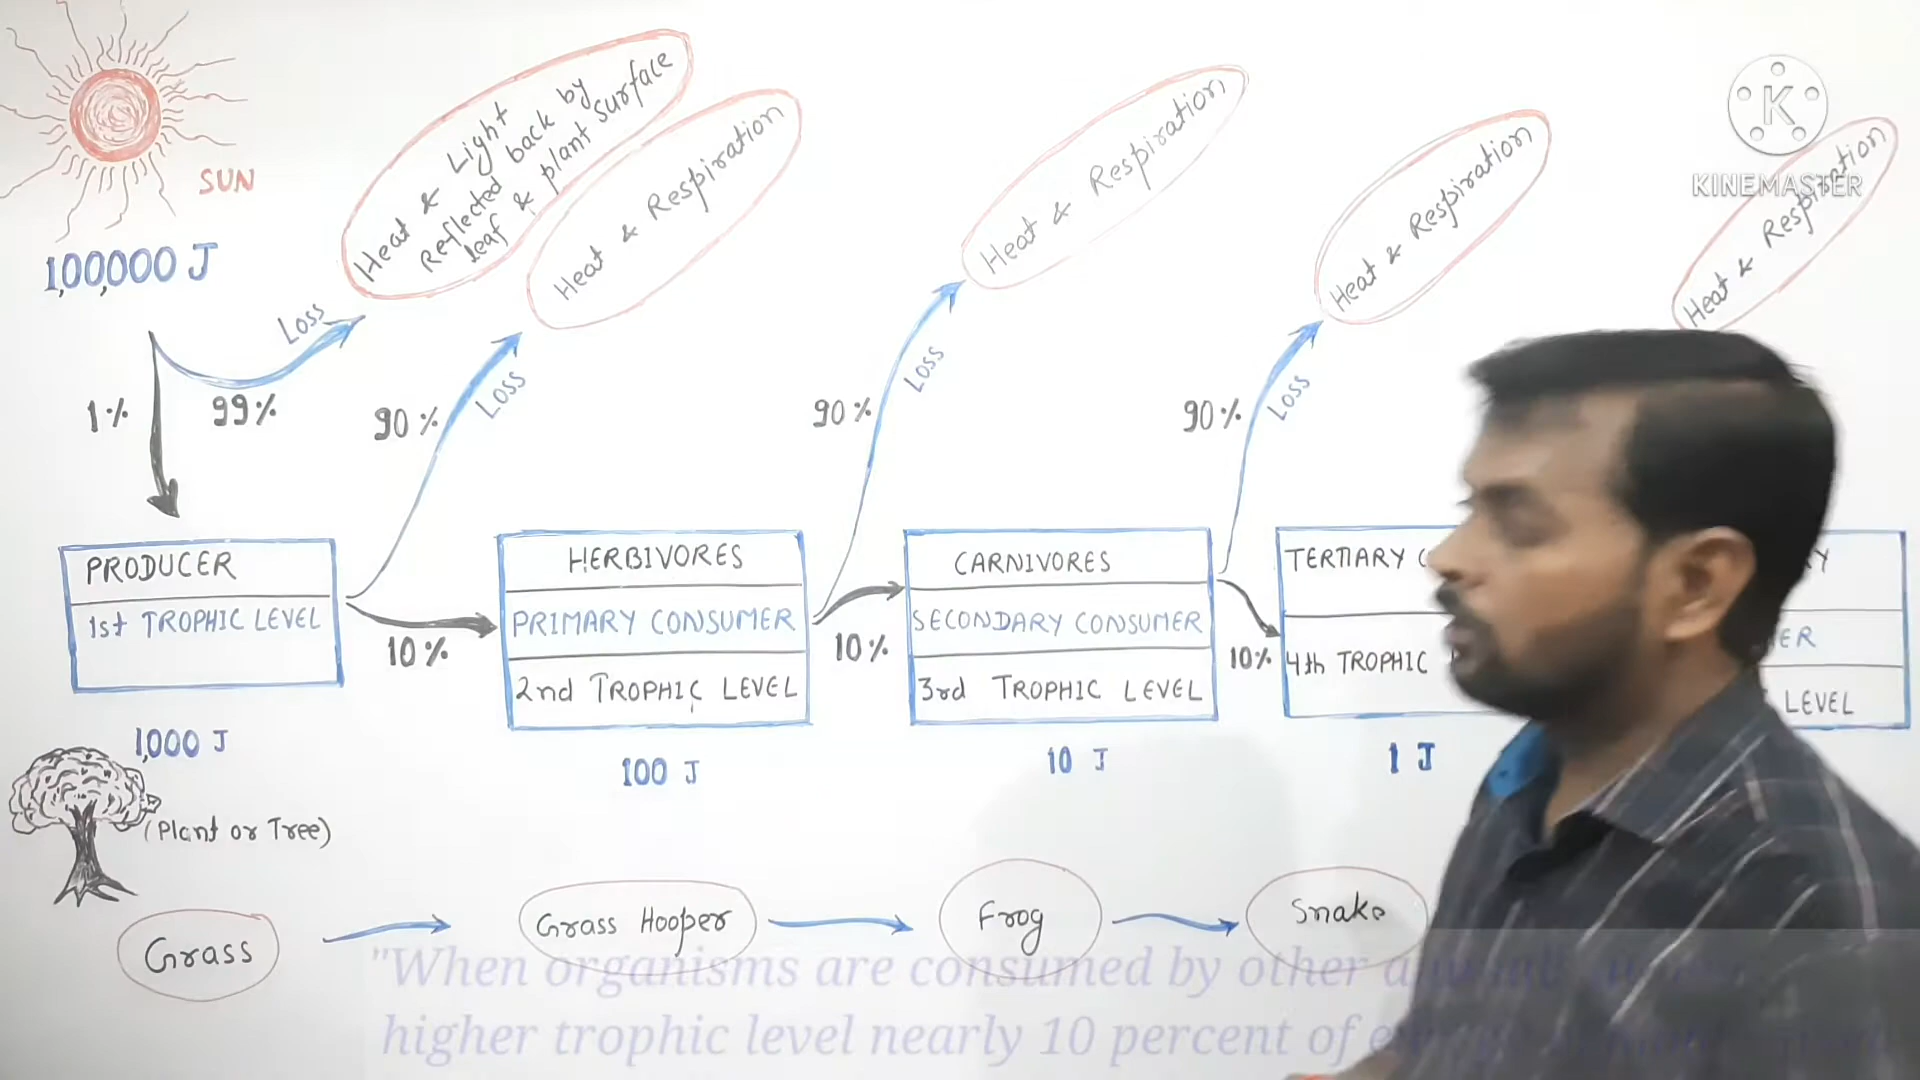 SUN
1,00,000 J
Heat & Light
Reflected back by
leaf & plant surface
Heat & Respiration
Heat & Respiration
Heat & Respiration
Heat & Respiration
K
KINEMASTER
Loss
Loss
Loss
Loss
1%
99%
90%
90%
90%
PRODUCER
1st TROPHIC LEVEL
1,000 J
10%
HERBIVORES
PRIMARY CONSUMER
2nd TROPHIC LEVEL
100 J
10%
CARNIVORES
SECONDARY CONSUMER
3rd TROPHIC LEVEL
10 J
10%
TERTIARY
4th TROPHIC
1 J
LEVEL
(Plant or Tree)
Grass
Grass Hooper
Frog
Snake
"When organisms are consumed by other
higher trophic level nearly 10 percent of